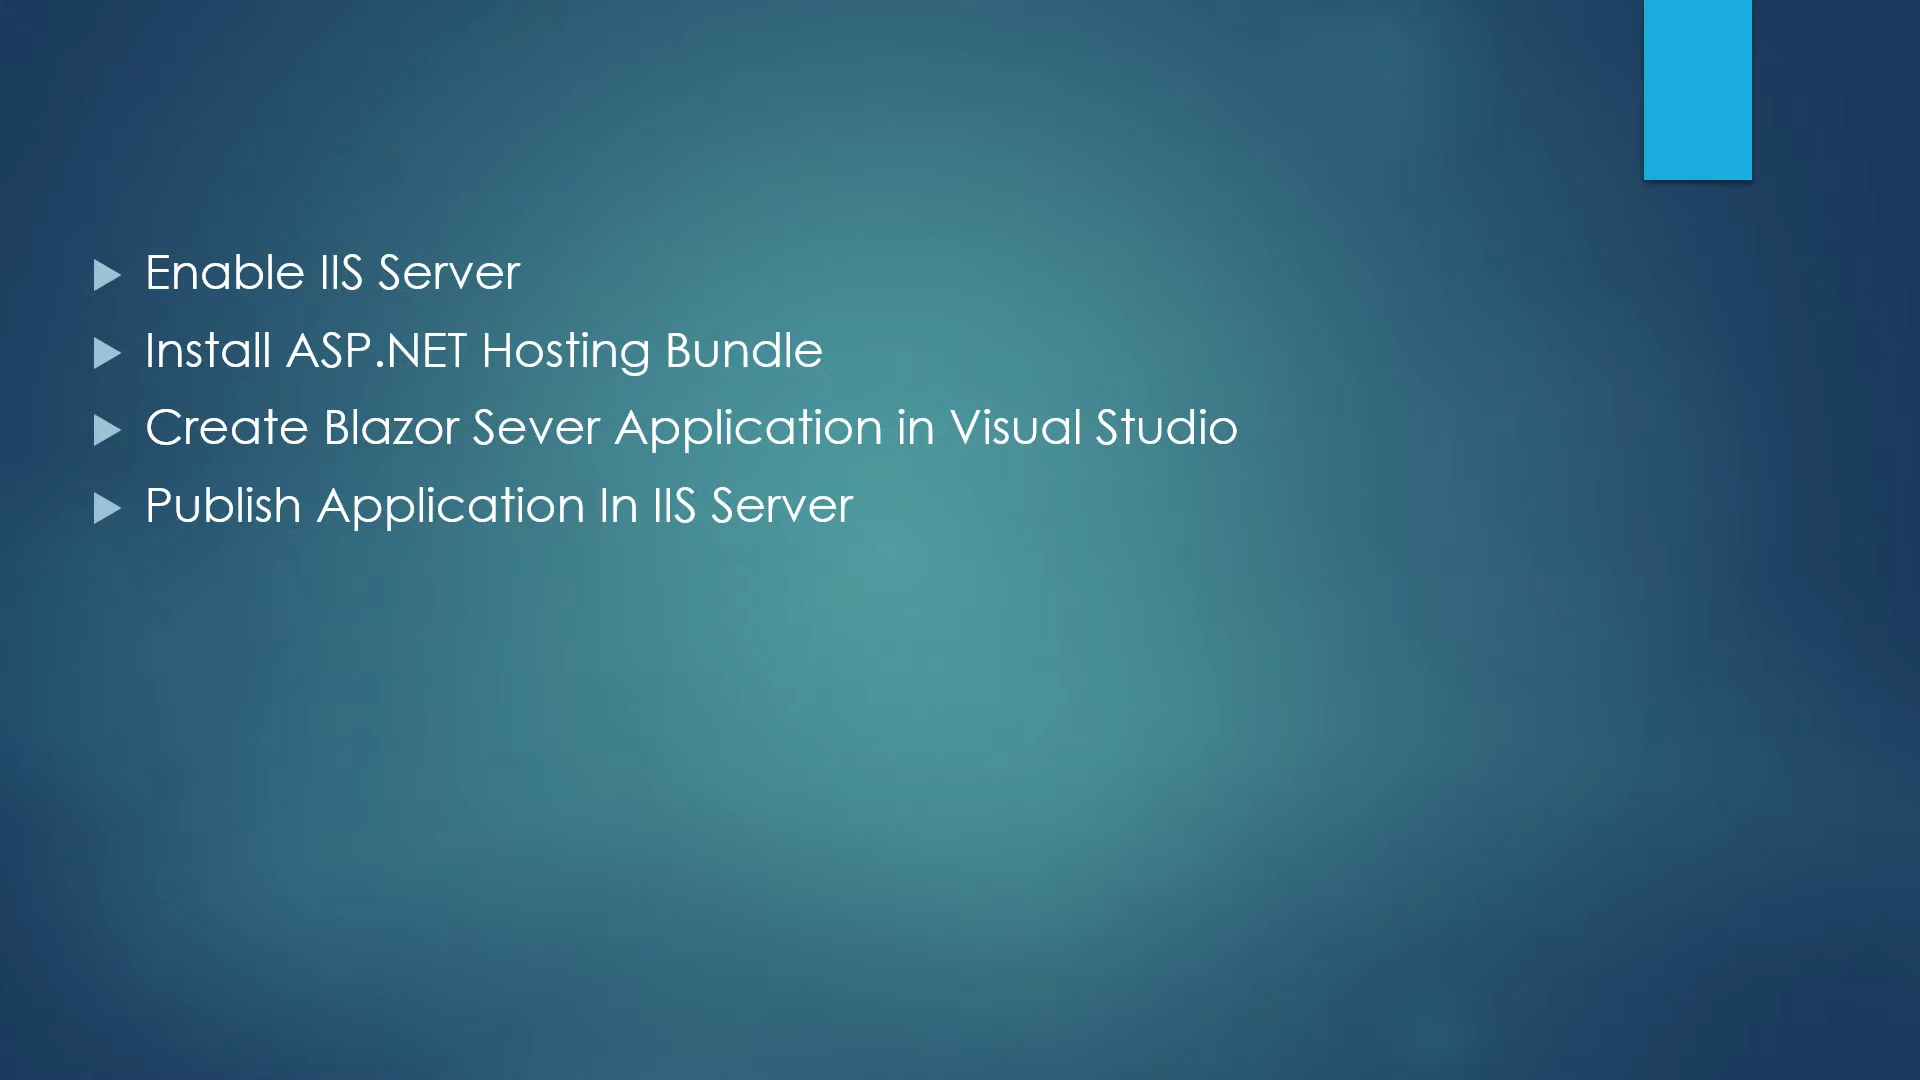 Enable IIS Server
Install ASP.NET Hosting Bundle
Create Blazor Sever Application in Visual Studio
Publish Application In IIS Server